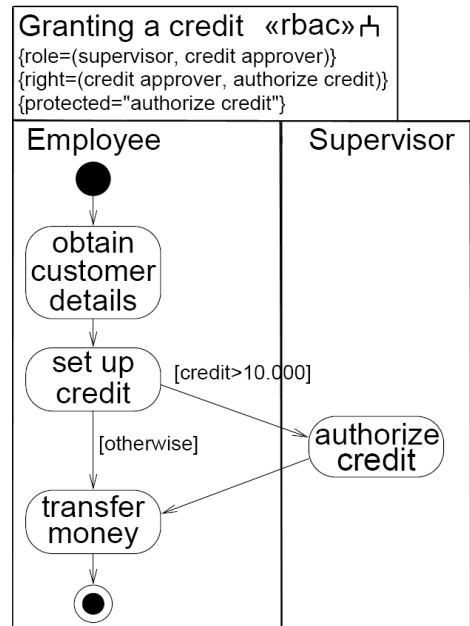 Granting a credit «rbac»
{role=(supervisor, credit approver)}
{right=(credit approver, authorize credit)}
{protected="authorize credit"}
Employee
Supervisor
obtain
customer
details
set up
credit
[credit>10.000]
[otherwise]
authorize
credit
transfer
money